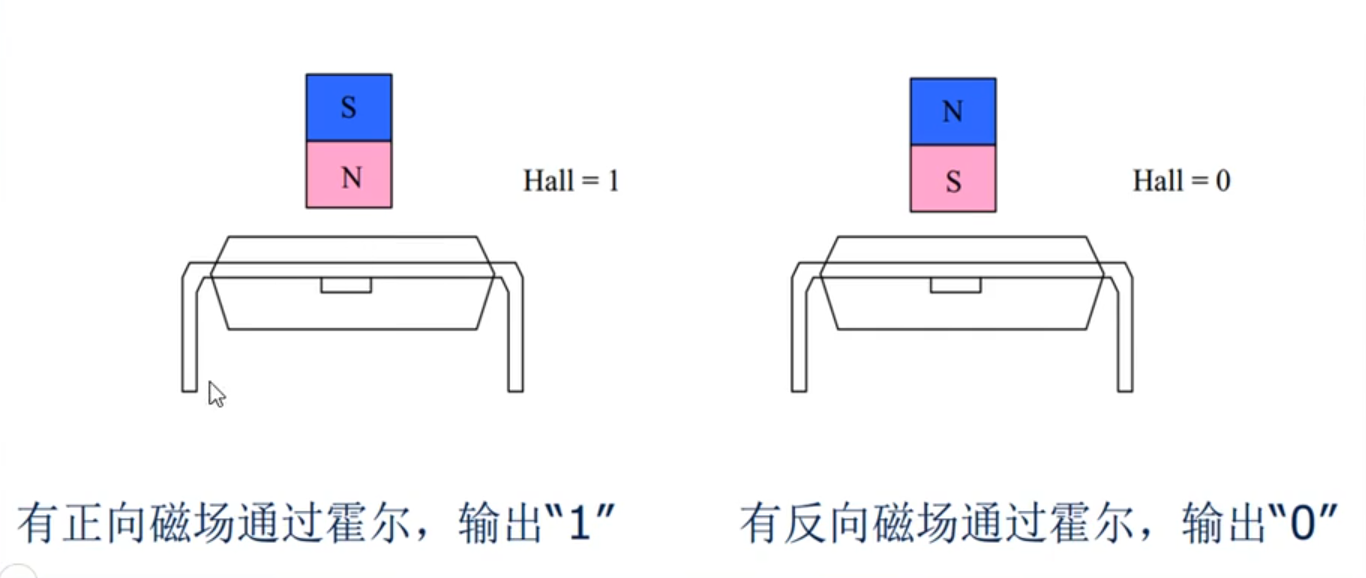 S
N
Hall = 1
N
S
Hall = 0
有正向磁场通过霍尔，输出“1”
有反向磁场通过霍尔，输出“0”